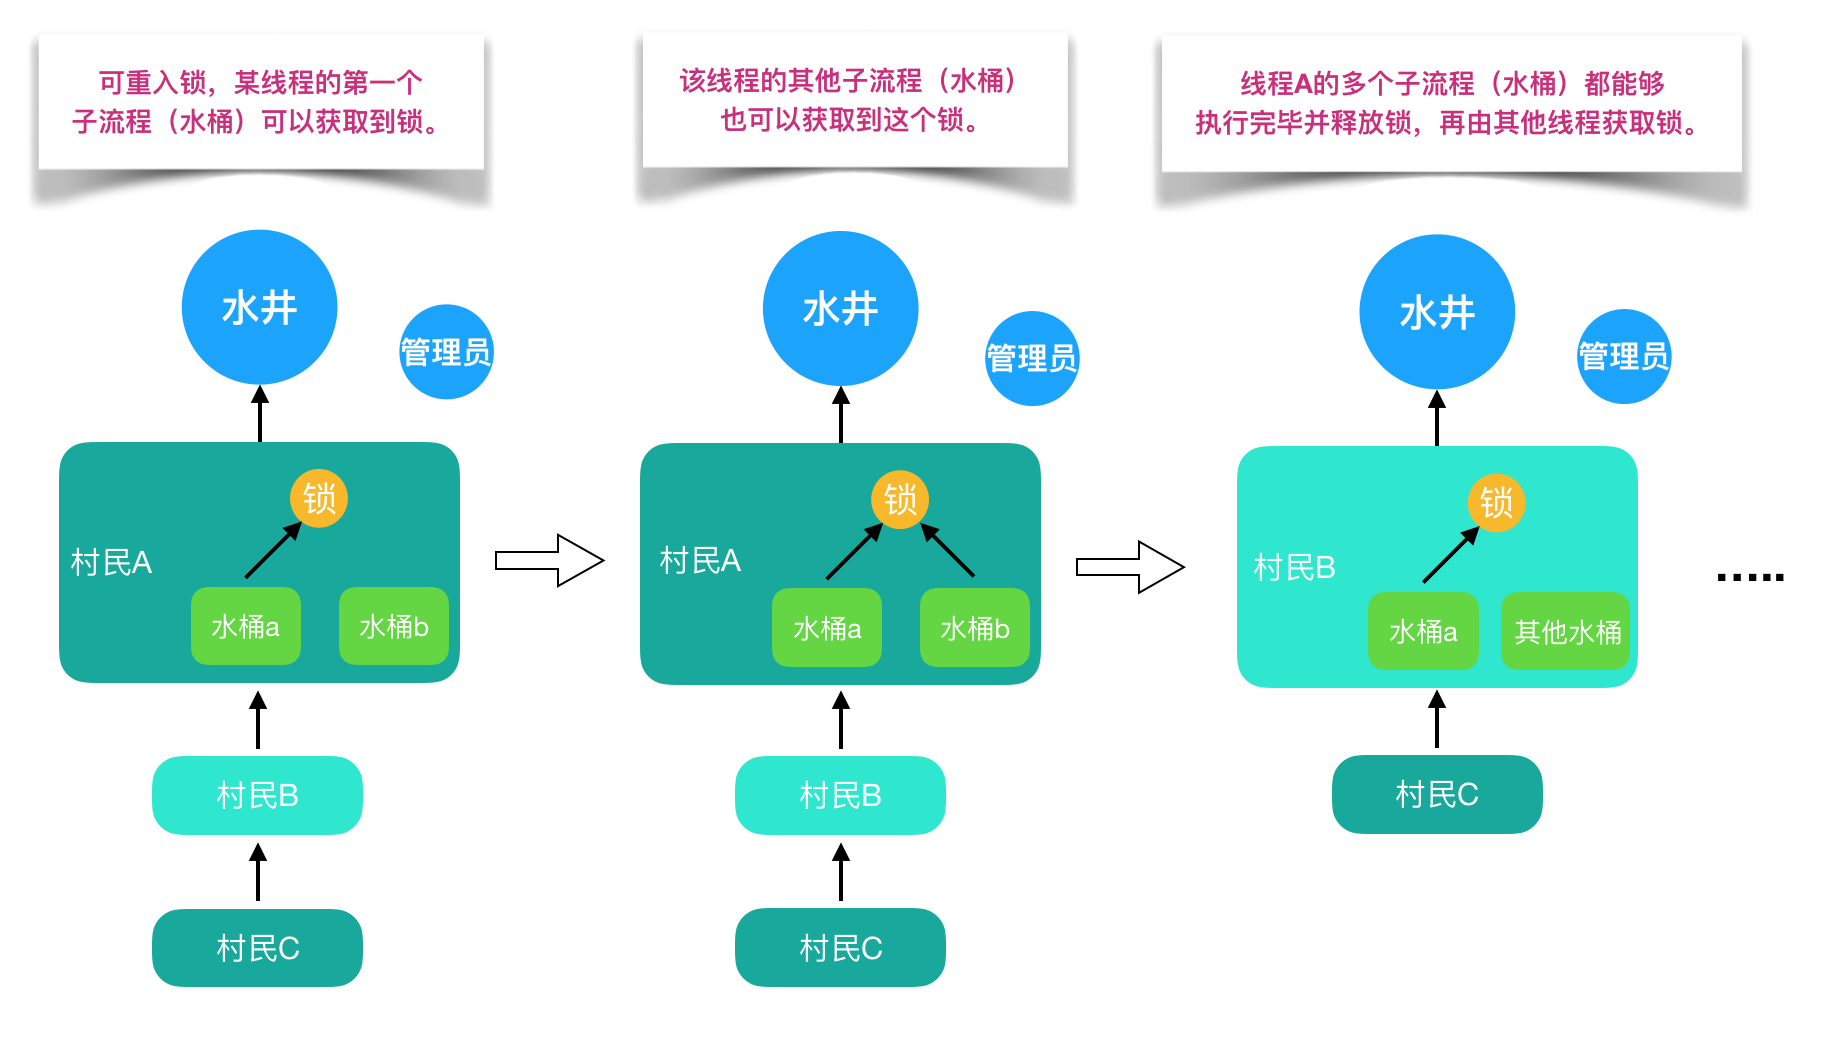 可重入锁，某线程的第一个
子流程（水桶）可以获取到锁。
水井
管理员
锁
村民A
水桶a
水桶b
村民B
村民C
该线程的其他子流程（水桶）
也可以获取到这个锁。
水井
管理员
锁
村民A
水桶a
水桶b
村民B
村民C
线程A的多个子流程（水桶）都能够
执行完毕并释放锁，再由其他线程获取锁。
水井
管理员
锁
村民B
水桶a
其他水桶
村民C
.....